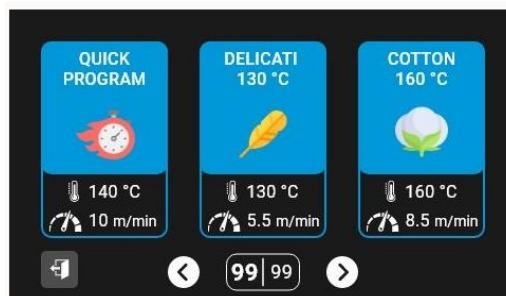 QUICK
PROGRAM
140 °C
10 m/min
DELICATI
130 °C
130 °C
5.5 m/min
COTTON
160 °C
160 °C
8.5 m/min
99 | 99